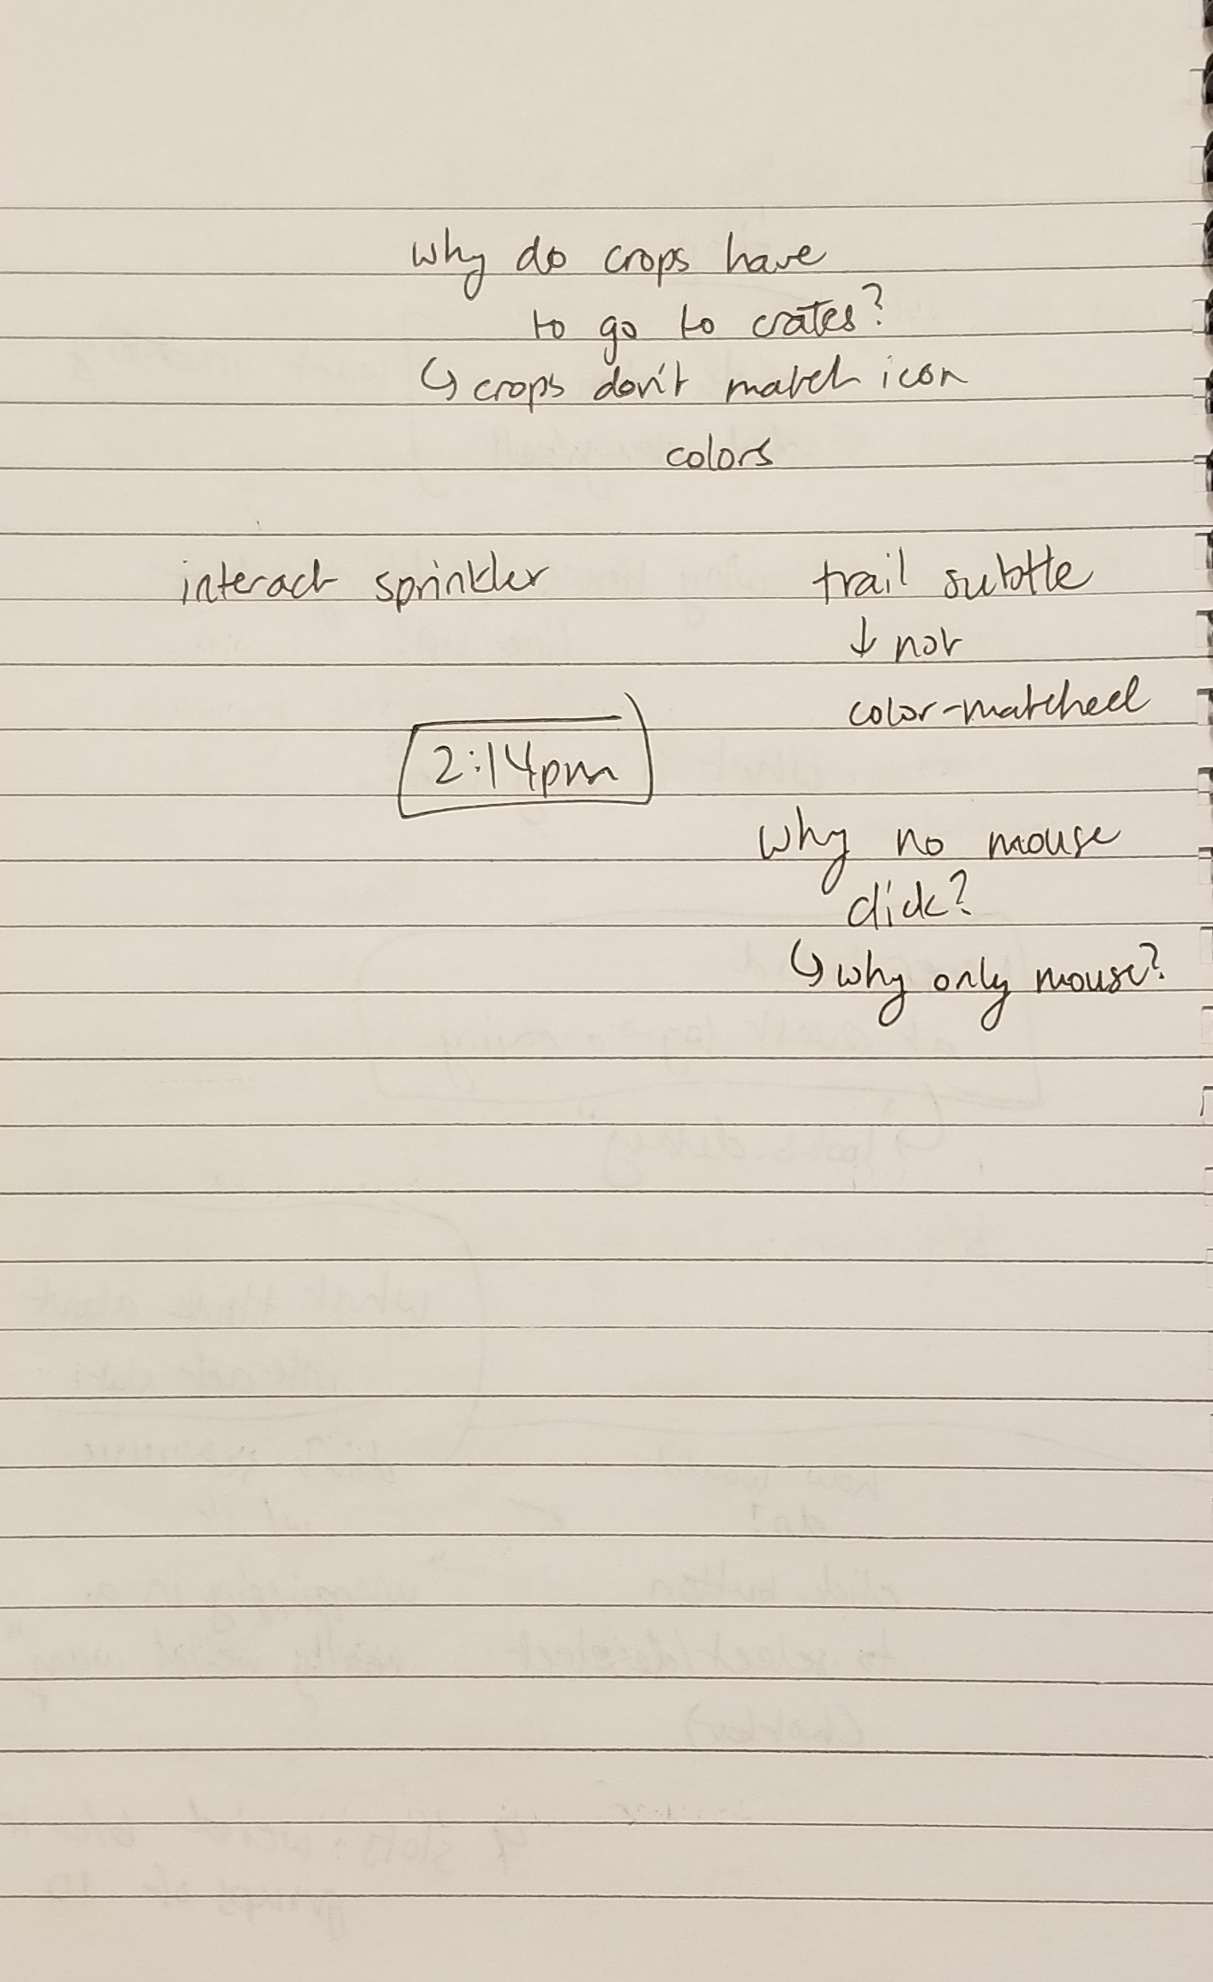 why do crops have
to go to crates?
↳ crops don't match icon
colors
interact sprinkler
trail subtle
↓ not
color-matched
2:14pm
why no mouse
click?
↳ why only mouse?